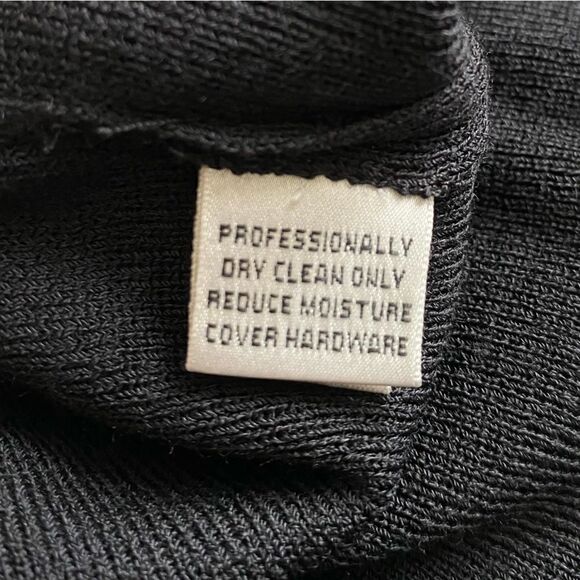 PROFESSIONALLY
DRY CLEAN ONLY
REDUCE MOISTURE
COVER HARDWARE